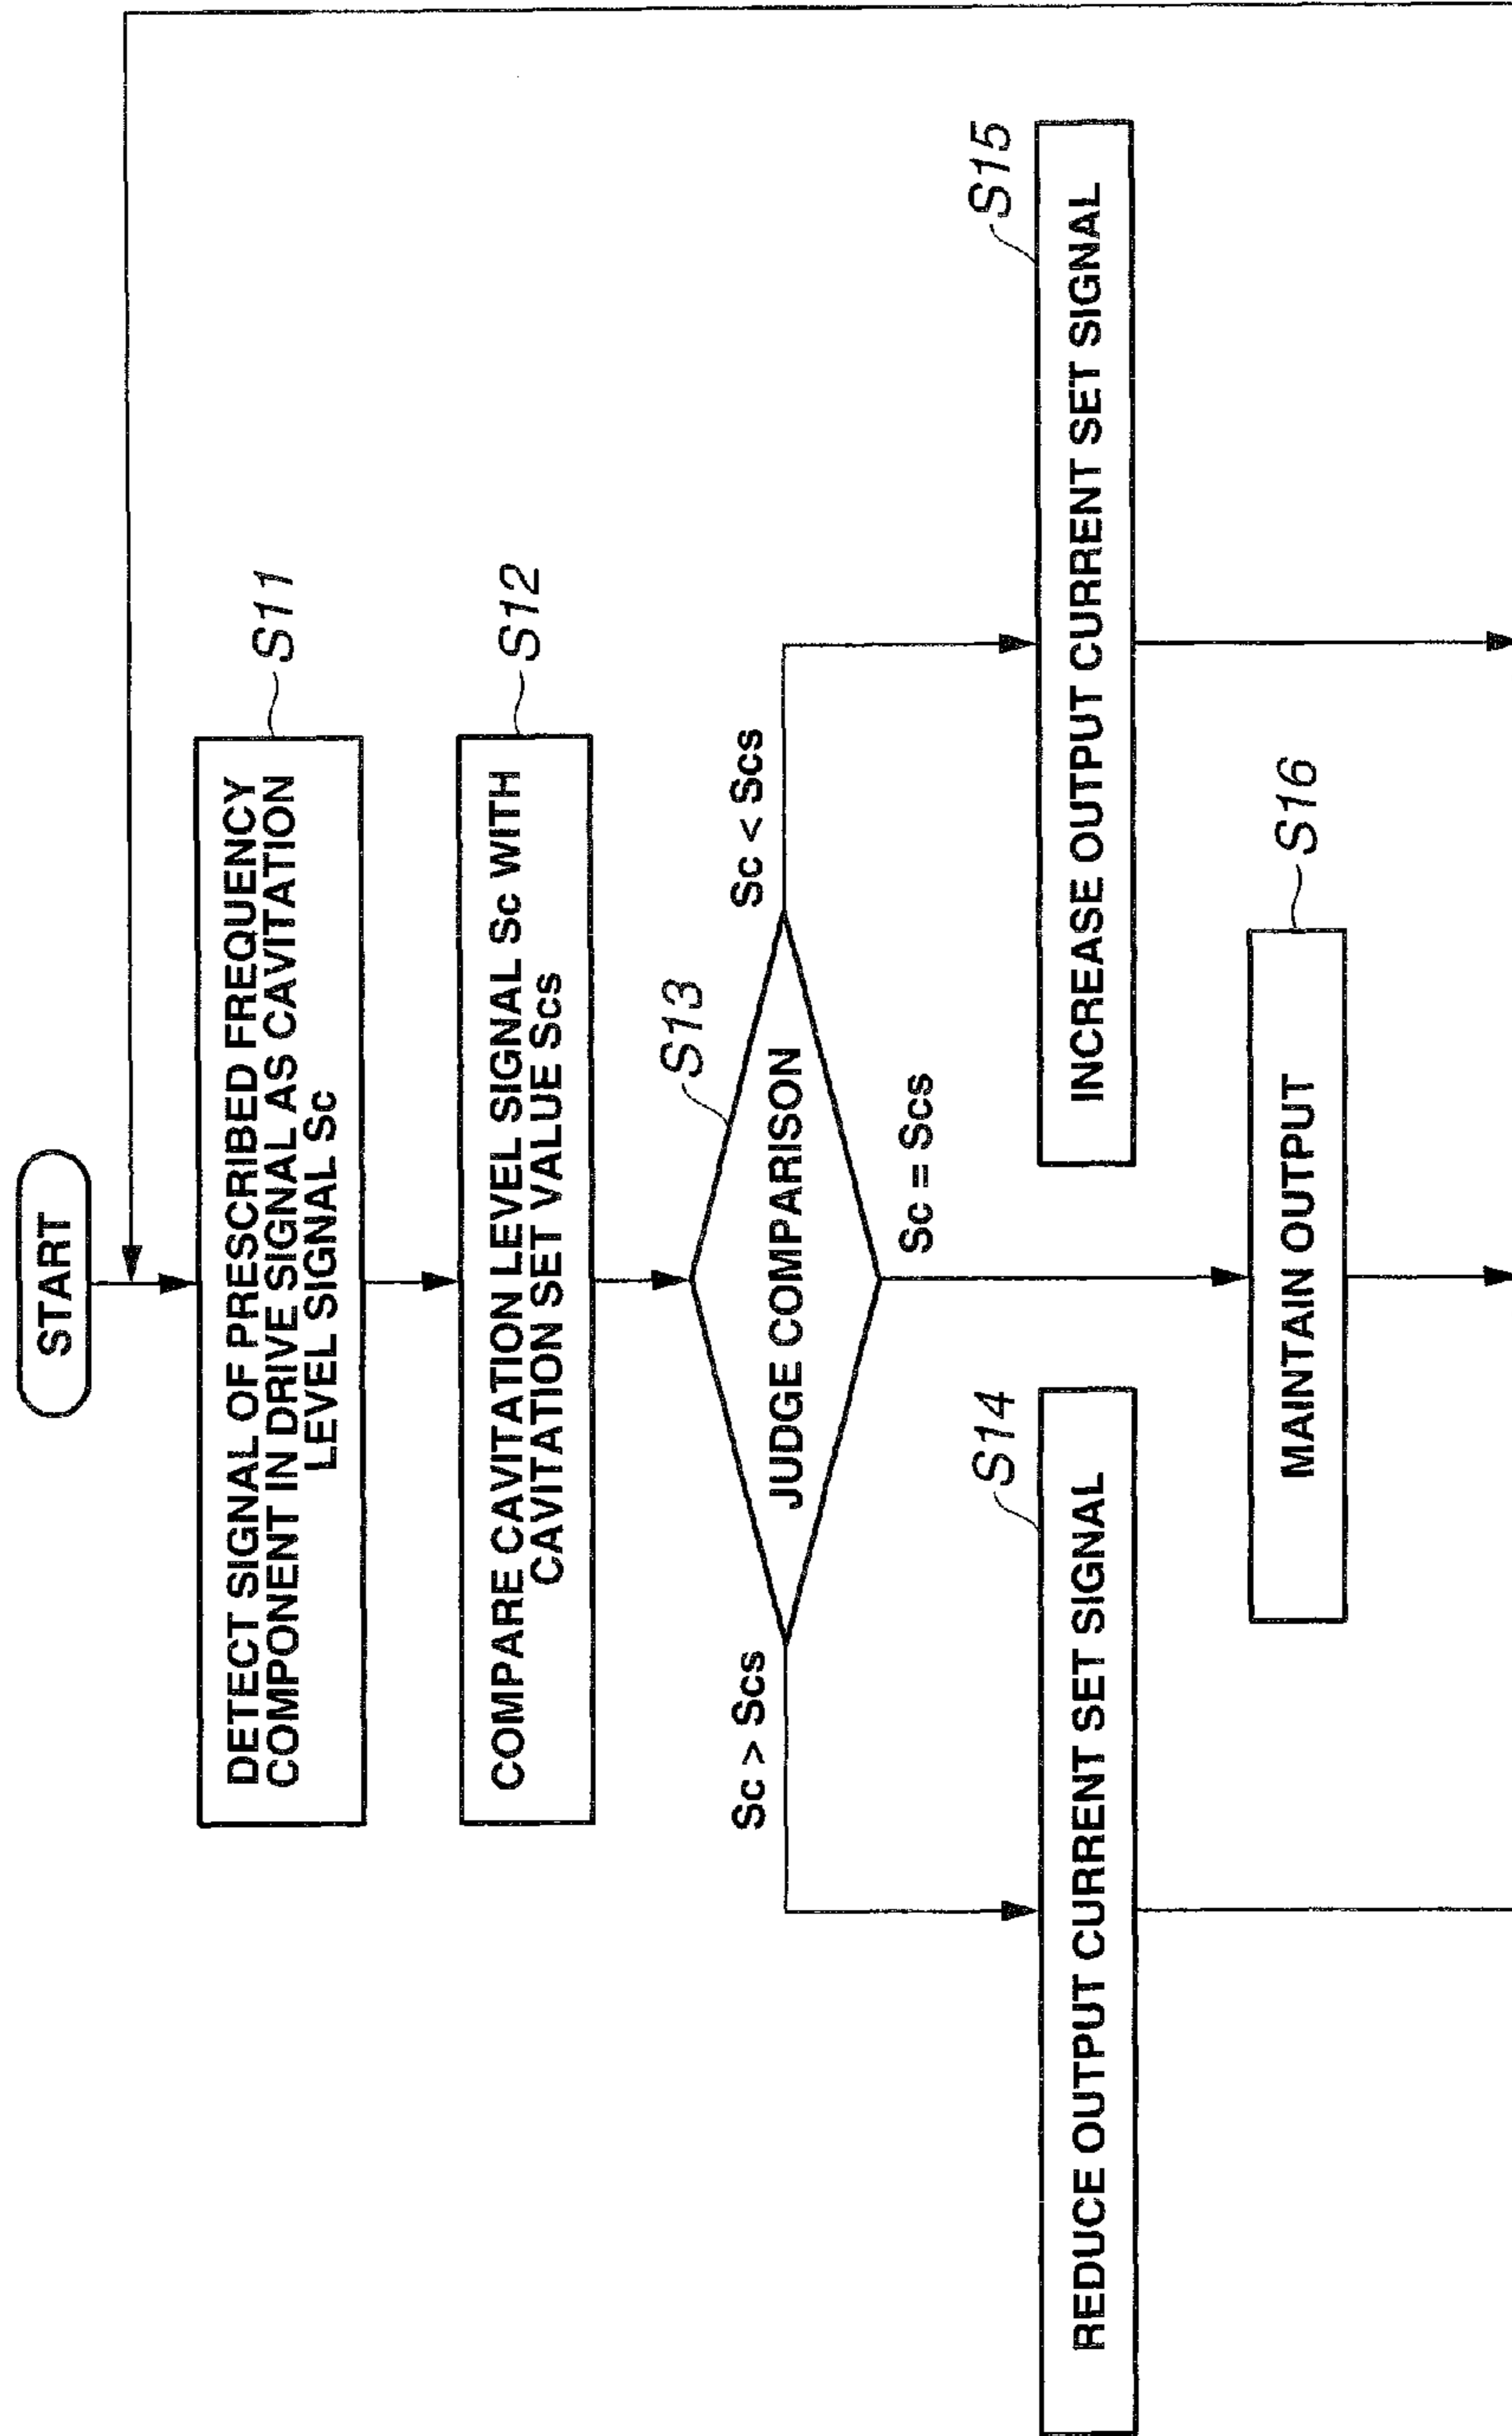 START
DETECT SIGNAL OF PRESCRIBED FREQUENCY
COMPONENT IN DRIVE SIGNAL AS CAVITATION
LEVEL SIGNAL Sc
S11
COMPARE CAVITATION LEVEL SIGNAL Sc WITH
CAVITATION SET VALUE Scs
S12
JUDGE COMPARISON
S13
Sc > Scs
Sc < Scs
Sc = Scs
REDUCE OUTPUT CURRENT SET SIGNAL
S14
INCREASE OUTPUT CURRENT SET SIGNAL
S15
MAINTAIN OUTPUT
S16